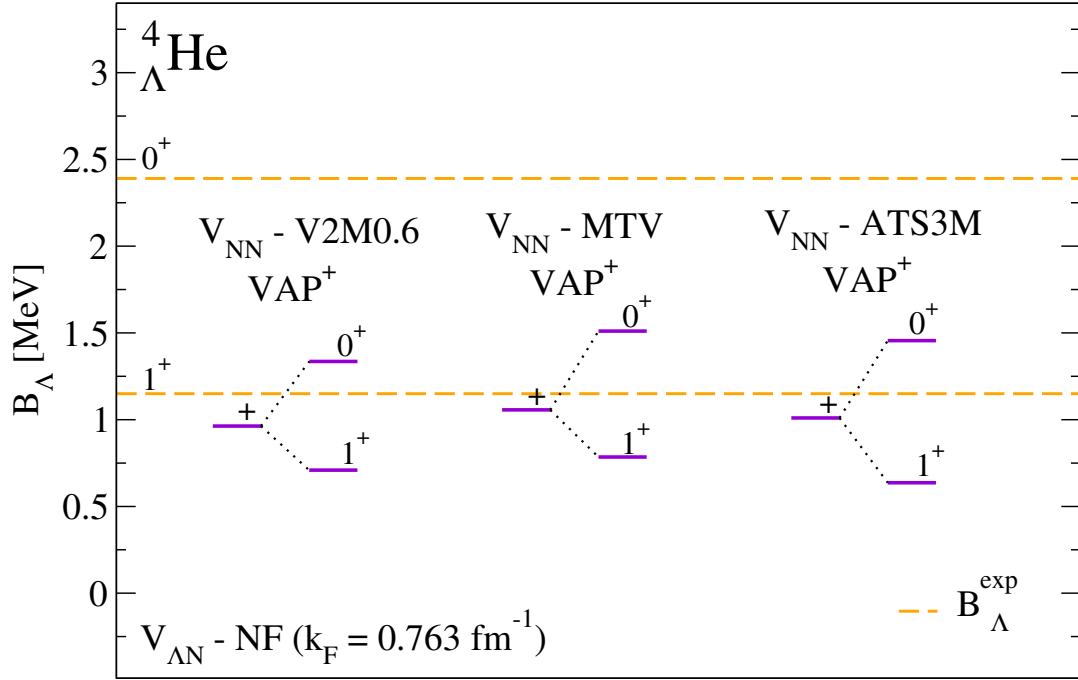 ⁴ΛHe
3
0⁺
2.5
V_NN - V2M0.6
V_NN - MTV
V_NN - ATS3M
VAP⁺
VAP⁺
VAP⁺
2
B_Λ [MeV]
1.5
0⁺
0⁺
0⁺
1⁺
+
+
+
1
1⁺
1⁺
1⁺
0.5
0
B_Λ^exp
V_ΛN - NF (k_F = 0.763 fm⁻¹)